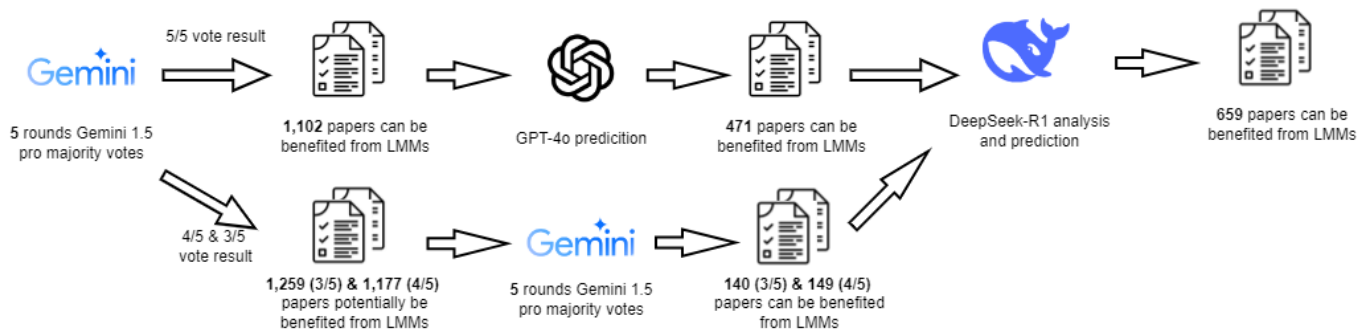 5/5 vote result
Gemini
5 rounds Gemini 1.5
pro majority votes
1,102 papers can be
benefited from LMMs
GPT-4o predicition
471 papers can be
benefited from LMMs
DeepSeek-R1 analysis
and prediction
659 papers can be
benefited from LMMs
4/5 & 3/5
vote result
1,259 (3/5) & 1,177 (4/5)
papers potentially be
benefited from LMMs
Gemini
5 rounds Gemini 1.5
pro majority votes
140 (3/5) & 149 (4/5)
papers can be benefited
from LMMs